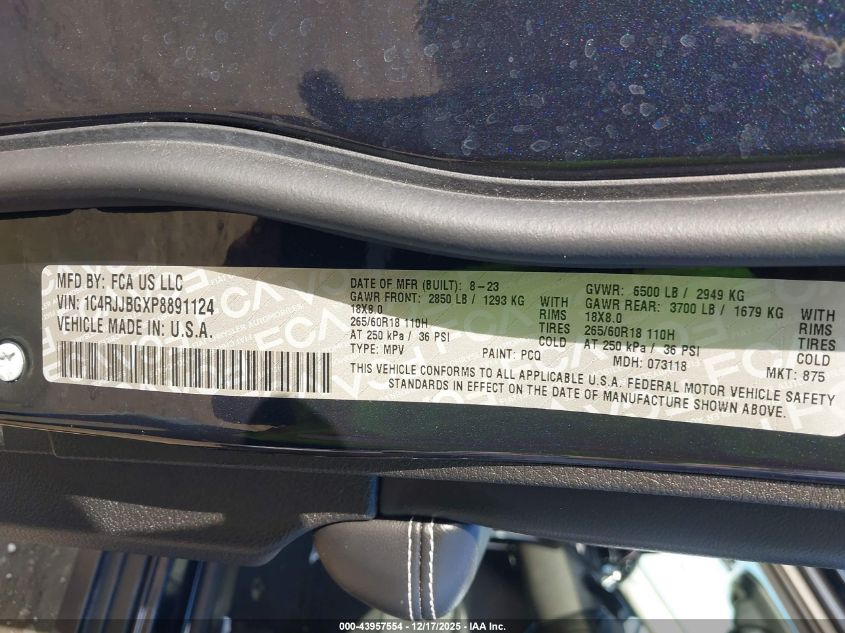 MFD BY: FCA US LLC
VIN: 1C4RJJBGXP8891124
VEHICLE MADE IN: U.S.A.
DATE OF MFR (BUILT): 8-23
GAWR FRONT: 2850 LB / 1293 KG WITH
18X8.0 RIMS
265/60R18 110H TIRES
AT 250 kPa / 36 PSI COLD
TYPE: MPV PAINT: PCQ
GVWR: 6500 LB / 2949 KG
GAWR REAR: 3700 LB / 1679 KG WITH
18X8.0 RIMS
265/60R18 110H TIRES
AT 250 kPa / 36 PSI COLD
MDH: 073118 MKT: 875
THIS VEHICLE CONFORMS TO ALL APPLICABLE U.S.A. FEDERAL MOTOR VEHICLE SAFETY
STANDARDS IN EFFECT ON THE DATE OF MANUFACTURE SHOWN ABOVE.
000-43957554 - 12/17/2025 - IAA Inc.